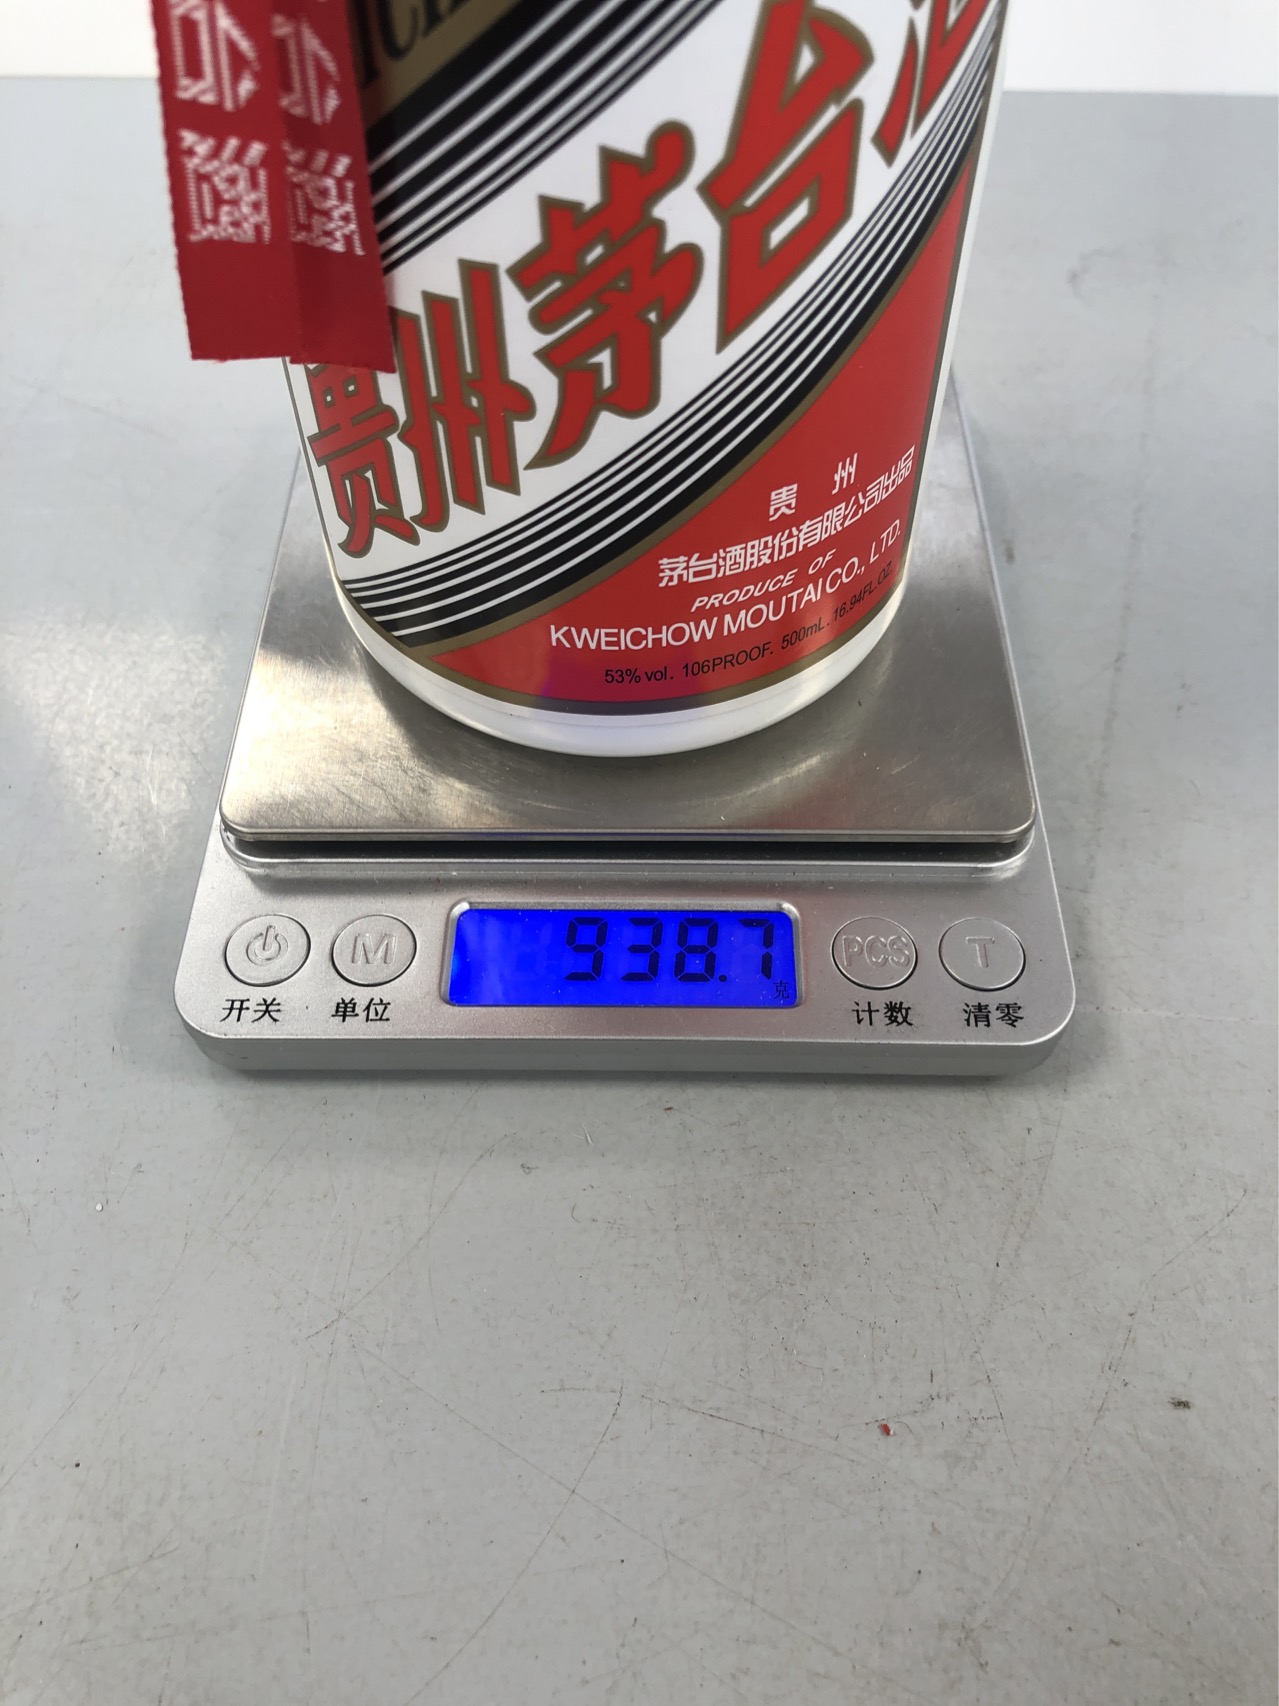 贵州茅台酒
贵州
茅台酒股份有限公司出品
PRODUCE OF
KWEICHOW MOUTAI CO., LTD.
53% vol. 106PROOF. 500mL. 16.94FL.OZ.
938.7
克
M PCS T
开关 单位 计数 清零